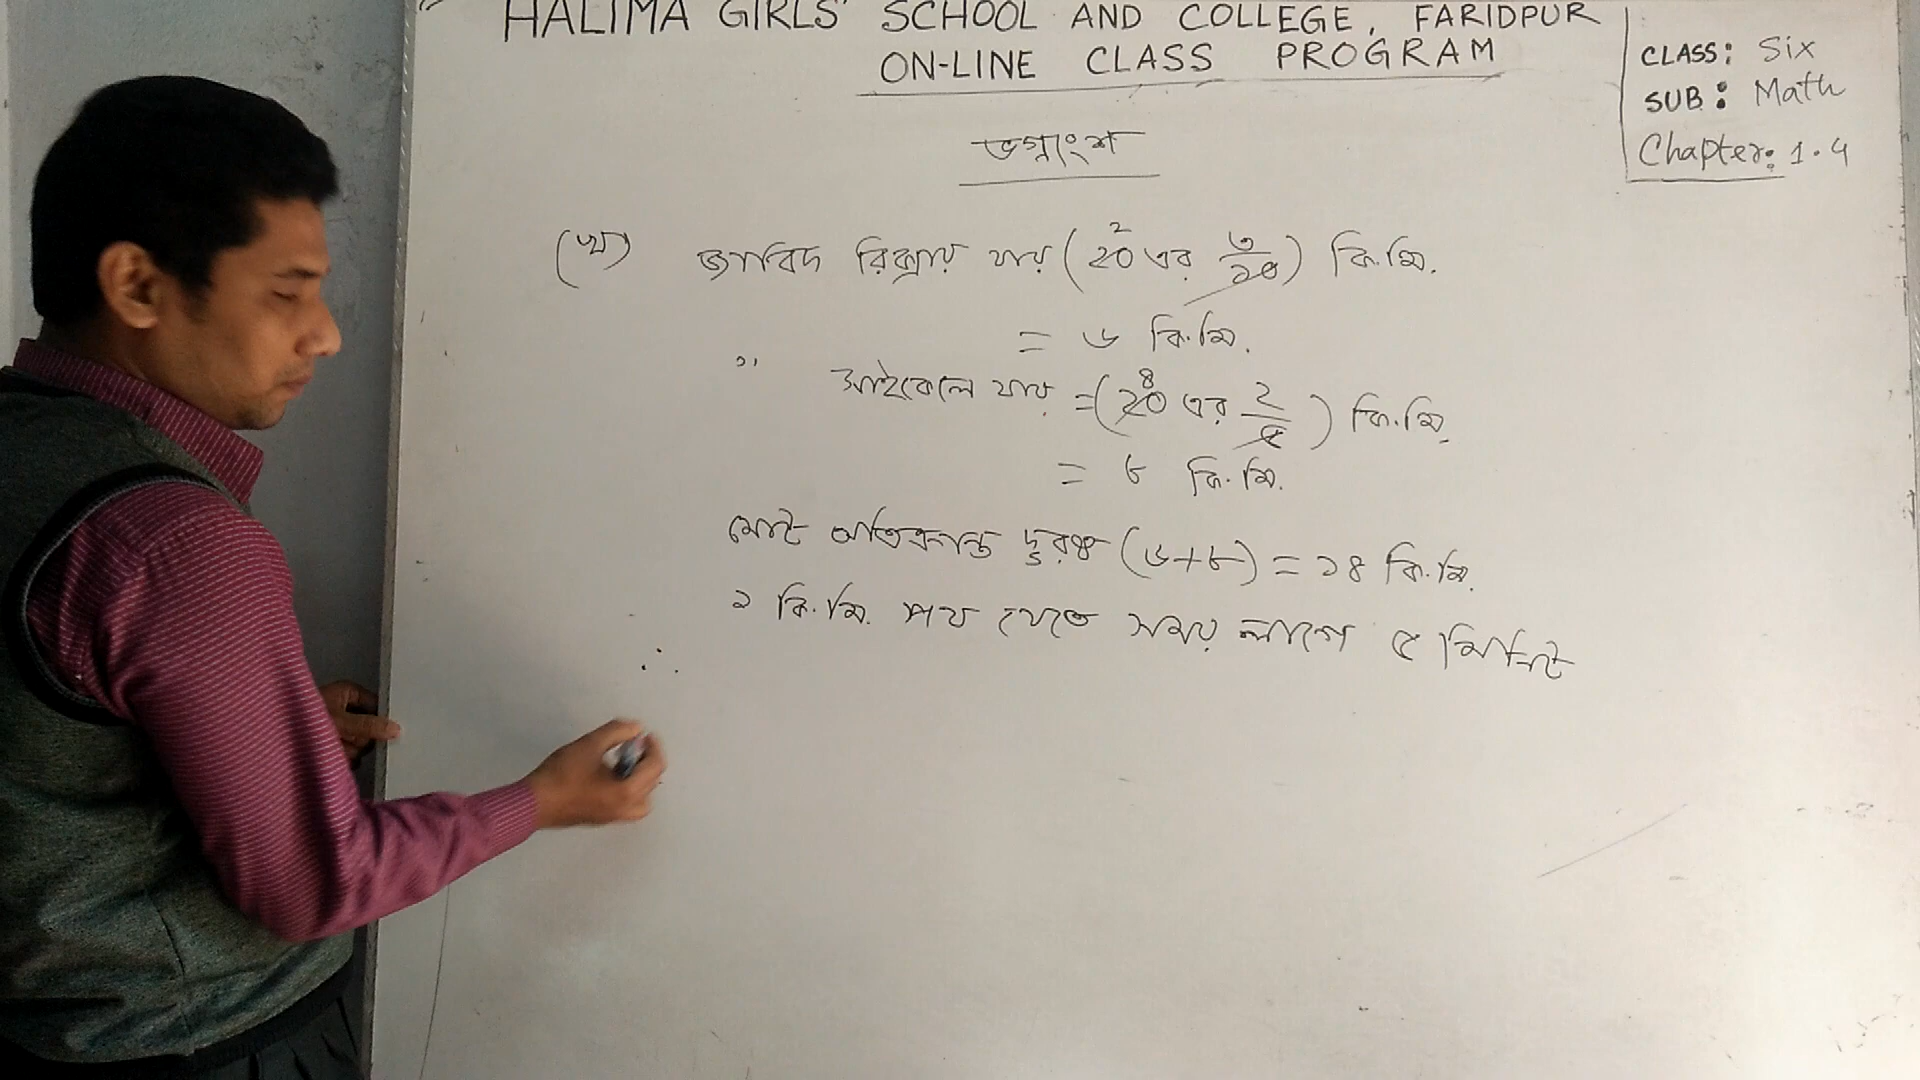 HALIMA GIRLS' SCHOOL AND COLLEGE, FARIDPUR
ON-LINE CLASS PROGRAM
CLASS: Six
SUB: Math
Chapter: 1.4
ভগ্নাংশ
(খ) জাবিদ রিক্সায় যায় (২০ এর ৩/১০) কি.মি.
= ৬ কি.মি.
" সাইকেলে যায় = (২০ এর ২/৫) কি.মি.
= ৮ কি.মি.
মোট অতিক্রান্ত দুরত্ব (৬+৮) = ১৪ কি.মি.
১ কি.মি. পথ যেতে সময় লাগে ৫ মিনিট
∴